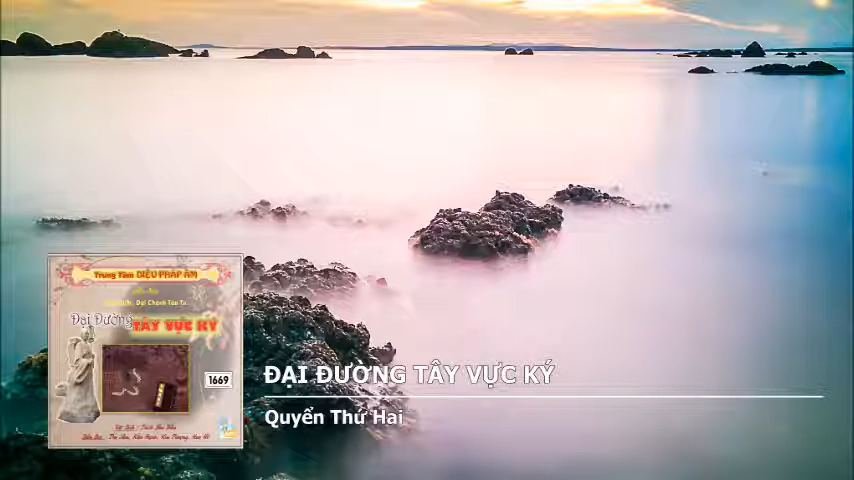 Trung Tâm DIỆU PHÁP ÂM
Đại Đường
TÂY VỰC KÝ
1669
ĐẠI ĐƯỜNG TÂY VỰC KÝ
Quyển Thứ Hai